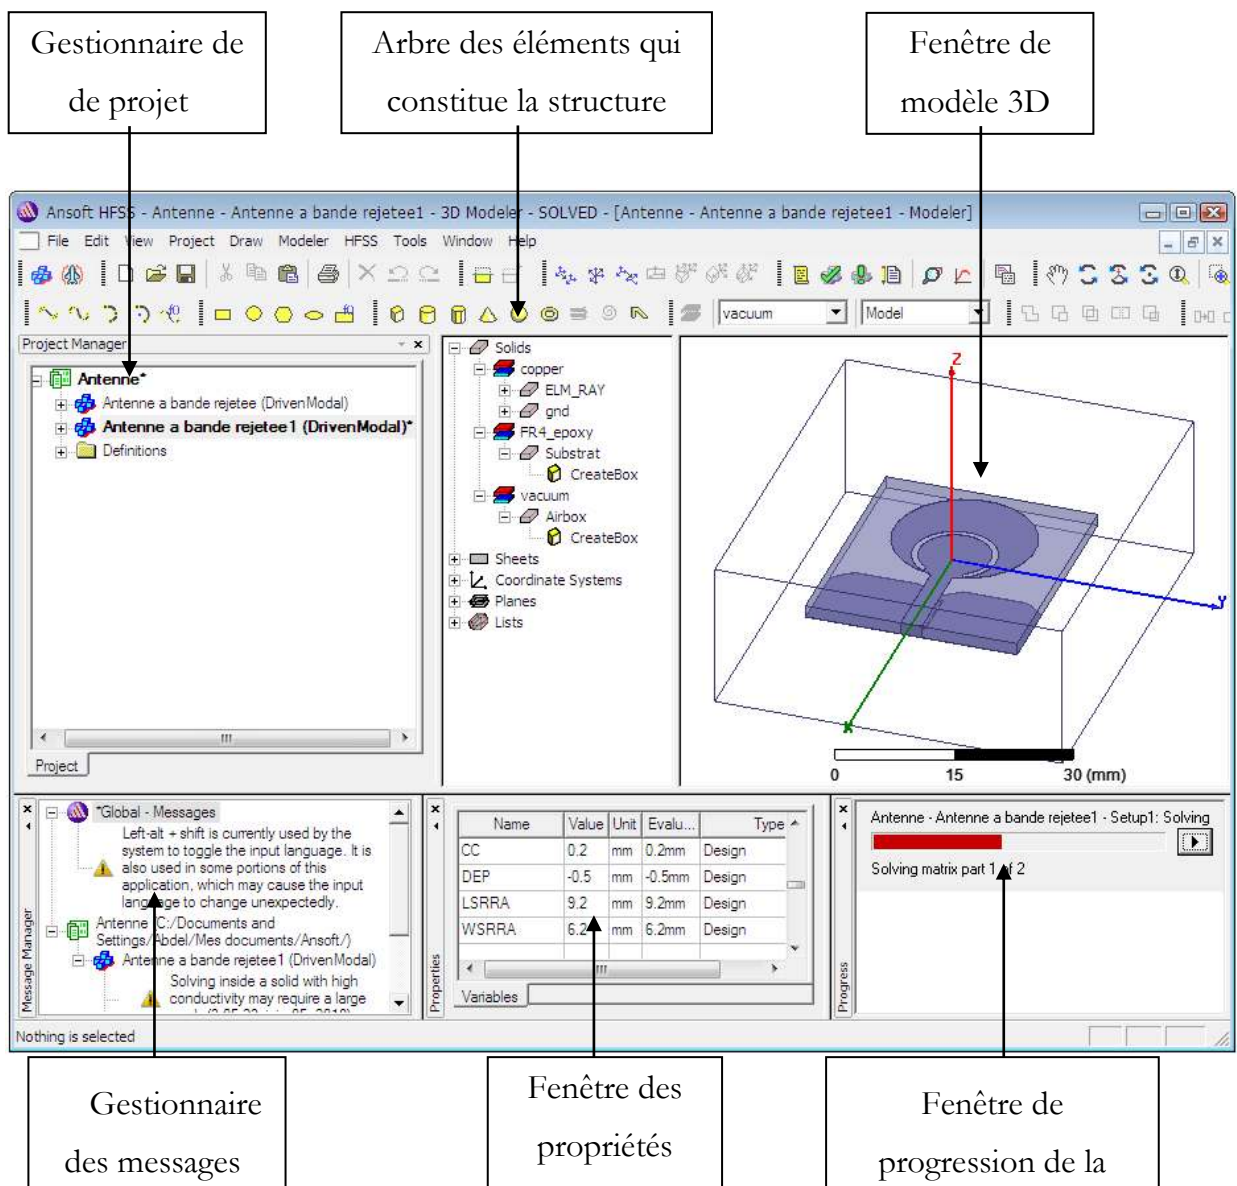 Gestionnaire de
de projet
Arbre des éléments qui
constitue la structure
Fenêtre de
modèle 3D
Ansoft HFSS - Antenne - Antenne a bande rejetee1 - 3D Modeler - SOLVED - [Antenne - Antenne a bande rejetee1 - Modeler]
File Edit View Project Draw Modeler HFSS Tools Window Help
vacuum
Model
Project Manager
Antenne*
Antenne a bande rejetee (DrivenModal)
Antenne a bande rejetee1 (DrivenModal)*
Definitions
Project
Solids
copper
ELM_RAY
gnd
FR4_epoxy
Substrat
CreateBox
vacuum
Airbox
CreateBox
Sheets
Coordinate Systems
Planes
Lists
Z
Y
X
0 15 30 (mm)
Message Manager
*Global - Messages
Left-alt + shift is currently used by the
system to toggle the input language. It is
also used in some portions of this
application, which may cause the input
language to change unexpectedly.
Antenne (C:/Documents and
Settings/Abdel/Mes documents/Ansoft/)
Antenne a bande rejetee1 (DrivenModal)
Solving inside a solid with high
conductivity may require a large
Properties
Name Value Unit Evalu... Type
CC 0.2 mm 0.2mm Design
DEP -0.5 mm -0.5mm Design
LSRRA 9.2 mm 9.2mm Design
WSRRA 6.2 mm 6.2mm Design
Variables
Progress
Antenne - Antenne a bande rejetee1 - Setup1: Solving
Solving matrix part 1 of 2
Nothing is selected
Gestionnaire
des messages
Fenêtre des
propriétés
Fenêtre de
progression de la